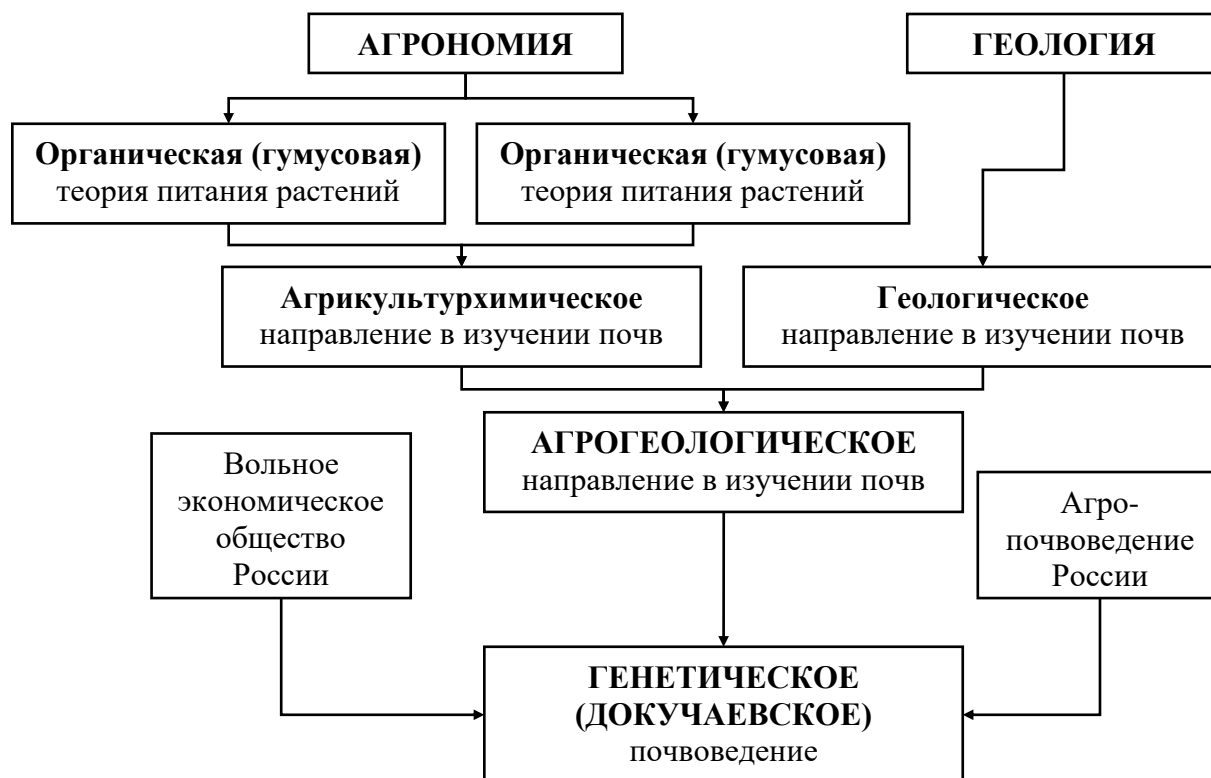 АГРОНОМИЯ
ГЕОЛОГИЯ
Органическая (гумусовая)
теория питания растений
Органическая (гумусовая)
теория питания растений
Агрикультурхимическое
направление в изучении почв
Геологическое
направление в изучении почв
АГРОГЕОЛОГИЧЕСКОЕ
направление в изучении почв
Вольное
экономическое
общество
России
Агро-
почвоведение
России
ГЕНЕТИЧЕСКОЕ
(ДОКУЧАЕВСКОЕ)
почвоведение